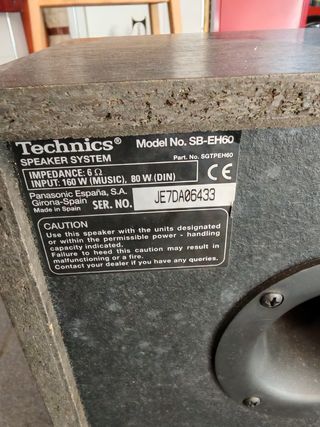 Technics® Model No. SB-EH60
SPEAKER SYSTEM Part. No. SGTPEH60
IMPEDANCE: 6 Ω
INPUT: 160 W (MUSIC), 80 W (DIN)
Panasonic España, S.A.
Girona-Spain
Made in Spain SER. NO. JE7DA06433
CE
CAUTION
Use this speaker with the units designated
or within the permissible power - handling
capacity indicated.
Failure to heed this caution may result in
malfunctioning or a fire.
Contact your dealer if you have any queries.